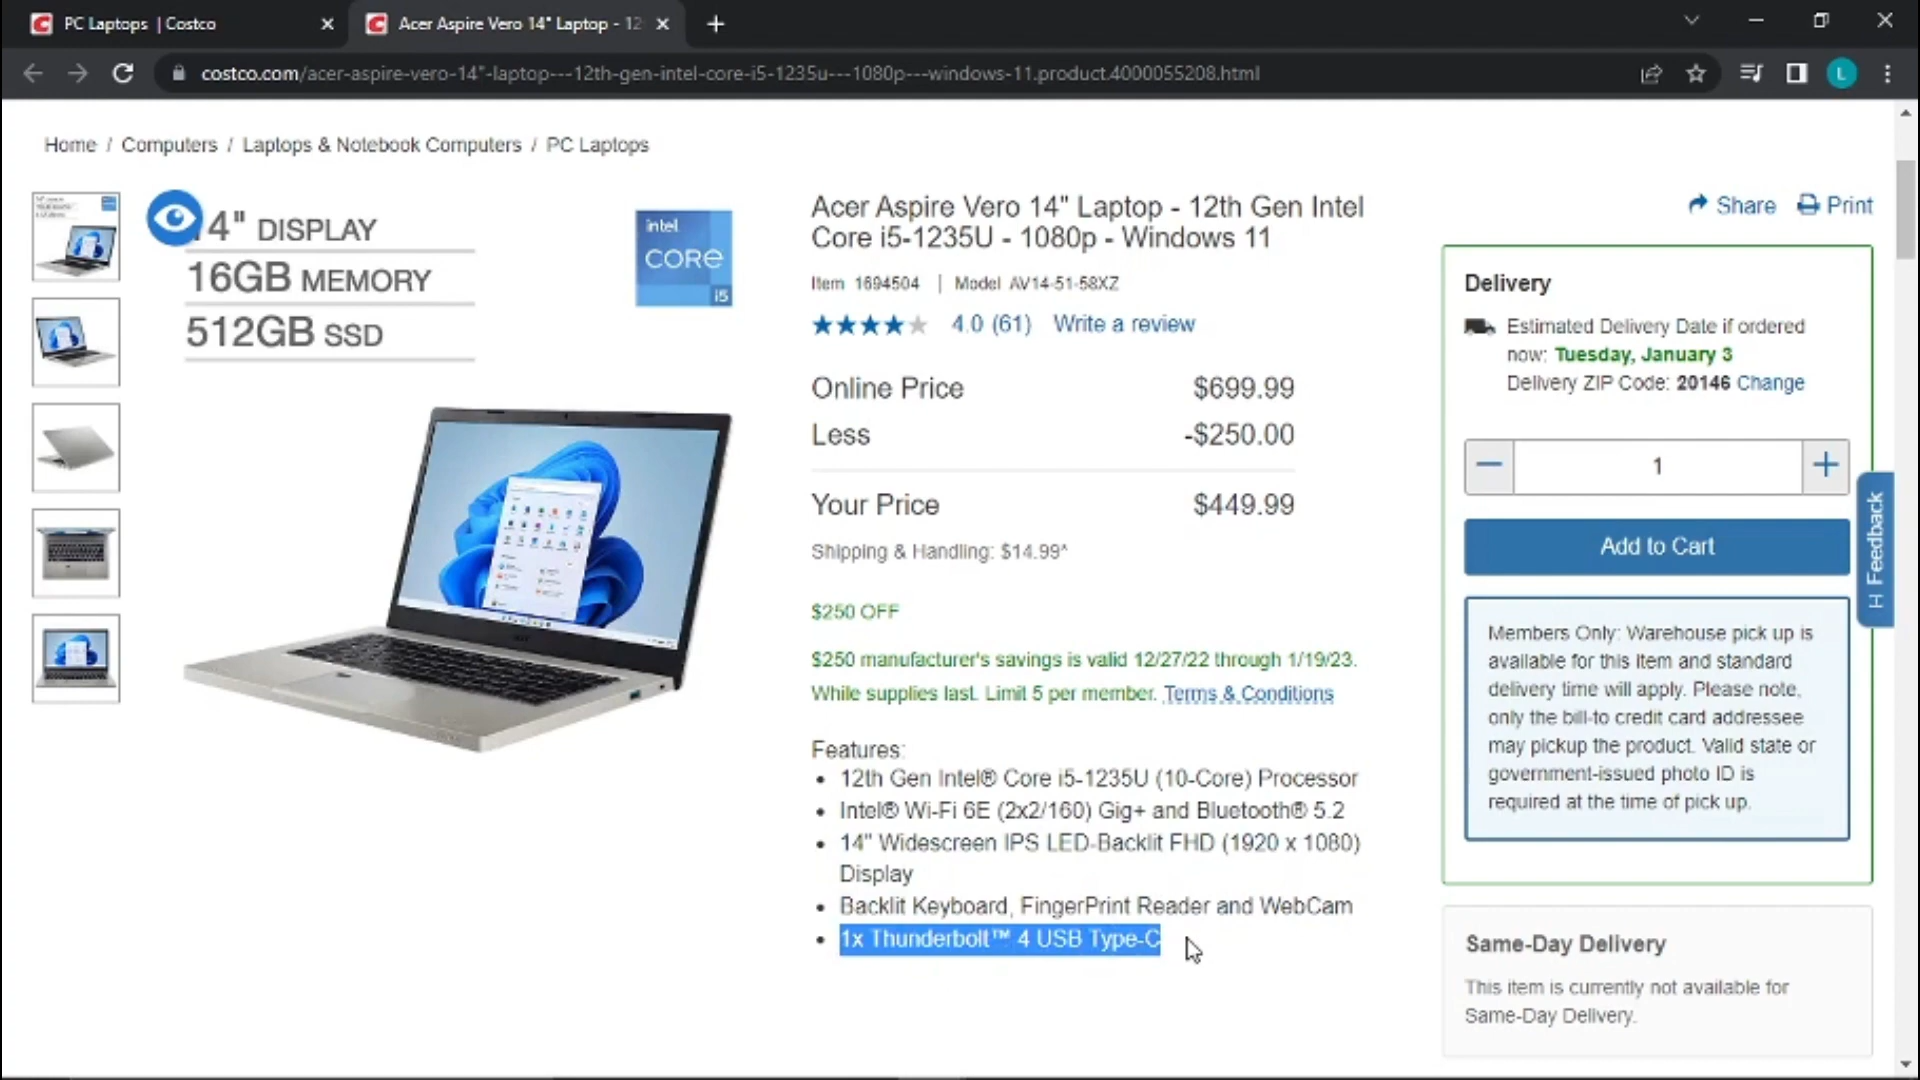 PC Laptops | Costco
Acer Aspire Vero 14" Laptop - 12
costco.com/acer-aspire-vero-14"-laptop---12th-gen-intel-core-i5-1235u---1080p---windows-11.product.4000055208.html
L
Home / Computers / Laptops & Notebook Computers / PC Laptops
4" DISPLAY
16GB MEMORY
512GB SSD
intel
CORE
i5
Acer Aspire Vero 14" Laptop - 12th Gen Intel
Core i5-1235U - 1080p - Windows 11
Item 1694504 | Model AV14-51-58XZ
4.0 (61) Write a review
Online Price $699.99
Less -$250.00
Your Price $449.99
Shipping & Handling: $14.99^
$250 OFF
$250 manufacturer's savings is valid 12/27/22 through 1/19/23.
While supplies last. Limit 5 per member. Terms & Conditions
Features:
• 12th Gen Intel® Core i5-1235U (10-Core) Processor
• Intel® Wi-Fi 6E (2x2/160) Gig+ and Bluetooth® 5.2
• 14" Widescreen IPS LED-Backlit FHD (1920 x 1080)
Display
• Backlit Keyboard, FingerPrint Reader and WebCam
• 1x Thunderbolt™ 4 USB Type-C
Share Print
Delivery
Estimated Delivery Date if ordered
now: Tuesday, January 3
Delivery ZIP Code: 20146 Change
1
Add to Cart
Members Only: Warehouse pick up is
available for this item and standard
delivery time will apply. Please note,
only the bill-to credit card addressee
may pickup the product. Valid state or
government-issued photo ID is
required at the time of pick up.
Same-Day Delivery
This item is currently not available for
Same-Day Delivery.
Feedback